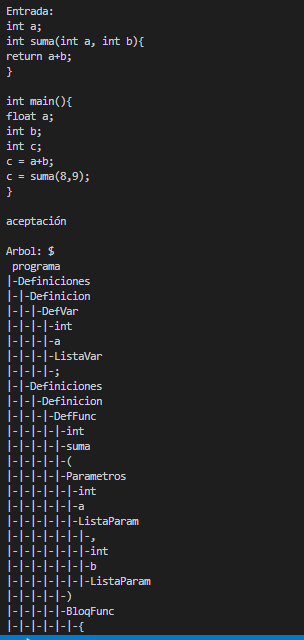 Entrada:
int a;
int suma(int a, int b){
return a+b;
}

int main(){
float a;
int b;
int c;
c = a+b;
c = suma(8,9);
}

aceptación

Arbol: $
 programa
|-Definiciones
|-|-Definicion
|-|-|-DefVar
|-|-|-|-int
|-|-|-|-a
|-|-|-|-ListaVar
|-|-|-|-;
|-|-Definiciones
|-|-|-Definicion
|-|-|-|-DefFunc
|-|-|-|-|-int
|-|-|-|-|-suma
|-|-|-|-|-(
|-|-|-|-|-Parametros
|-|-|-|-|-|-int
|-|-|-|-|-|-a
|-|-|-|-|-|-ListaParam
|-|-|-|-|-|-|-,
|-|-|-|-|-|-|-int
|-|-|-|-|-|-|-b
|-|-|-|-|-|-|-ListaParam
|-|-|-|-|-)
|-|-|-|-|-BloqFunc
|-|-|-|-|-|-{